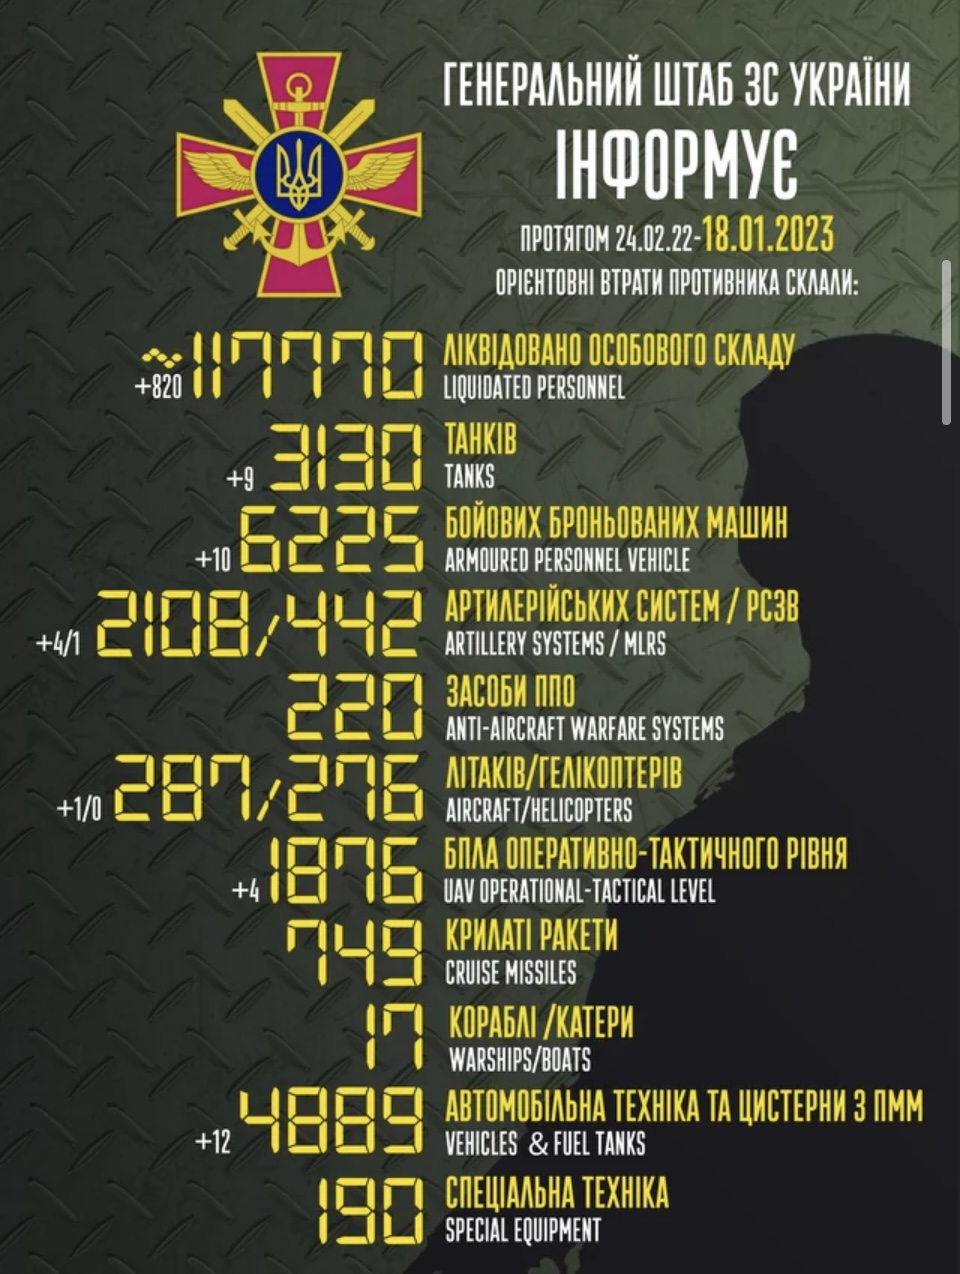 ГЕНЕРАЛЬНИЙ ШТАБ ЗС УКРАЇНИ
ІНФОРМУЄ
ПРОТЯГОМ 24.02.22-18.01.2023
ОРІЄНТОВНІ ВТРАТИ ПРОТИВНИКА СКЛАЛИ:
+820 ~117770 ЛІКВІДОВАНО ОСОБОВОГО СКЛАДУ
LIQUIDATED PERSONNEL
+9 3130 ТАНКІВ
TANKS
+10 6225 БОЙОВИХ БРОНЬОВАНИХ МАШИН
ARMOURED PERSONNEL VEHICLE
+4/1 2108/442 АРТИЛЕРІЙСЬКИХ СИСТЕМ / РСЗВ
ARTILLERY SYSTEMS / MLRS
220 ЗАСОБИ ППО
ANTI-AIRCRAFT WARFARE SYSTEMS
+1/0 287/276 ЛІТАКІВ/ГЕЛІКОПТЕРІВ
AIRCRAFT/HELICOPTERS
+4 1876 БПЛА ОПЕРАТИВНО-ТАКТИЧНОГО РІВНЯ
UAV OPERATIONAL-TACTICAL LEVEL
749 КРИЛАТІ РАКЕТИ
CRUISE MISSILES
17 КОРАБЛІ /КАТЕРИ
WARSHIPS/BOATS
+12 4889 АВТОМОБІЛЬНА ТЕХНІКА ТА ЦИСТЕРНИ З ПММ
VEHICLES & FUEL TANKS
190 СПЕЦІАЛЬНА ТЕХНІКА
SPECIAL EQUIPMENT